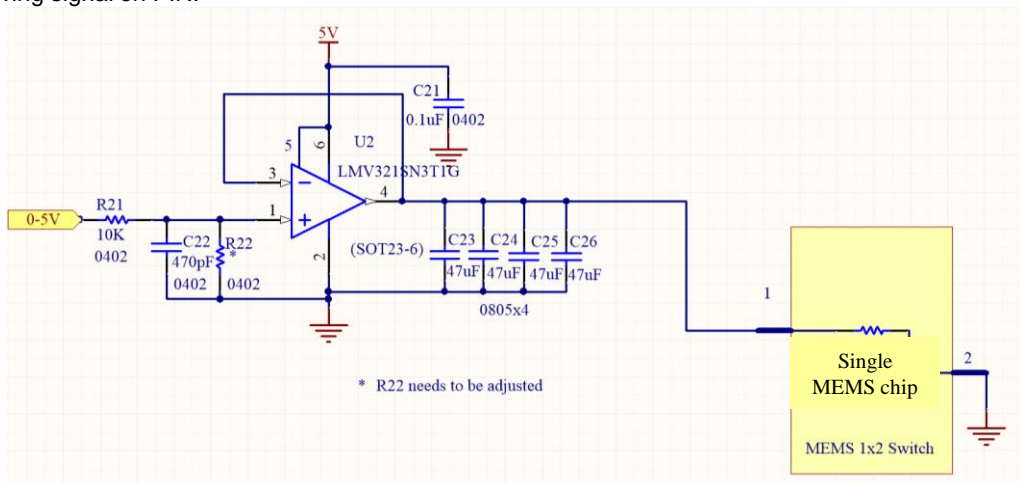 5V
C21
0.1uF 0402
5
6
U2
LMV321SN3T1G
3
4
1
2
0-5V
R21
10K
0402
C22
470pF
0402
R22
*
0402
(SOT23-6)
C23
C24
C25
C26
47uF
47uF
47uF
47uF
0805x4
* R22 needs to be adjusted
1
2
Single
MEMS chip
MEMS 1x2 Switch